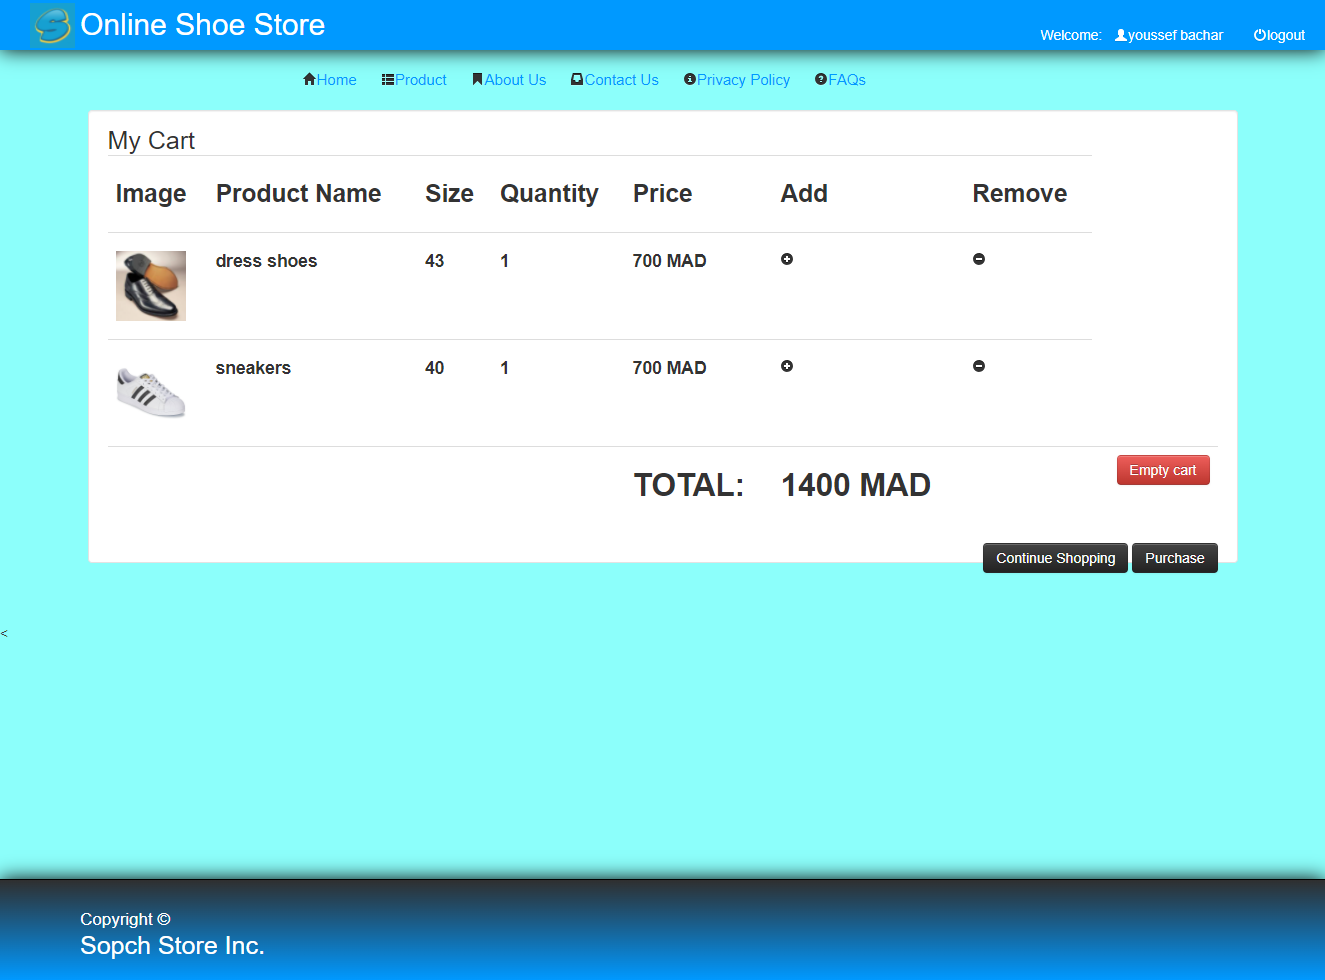 Online Shoe Store
Welcome: youssef bachar logout
Home Product About Us Contact Us Privacy Policy FAQs
My Cart
Image Product Name Size Quantity Price Add Remove
dress shoes 43 1 700 MAD
sneakers 40 1 700 MAD
TOTAL: 1400 MAD Empty cart
Continue Shopping Purchase
<
Copyright ©
Sopch Store Inc.